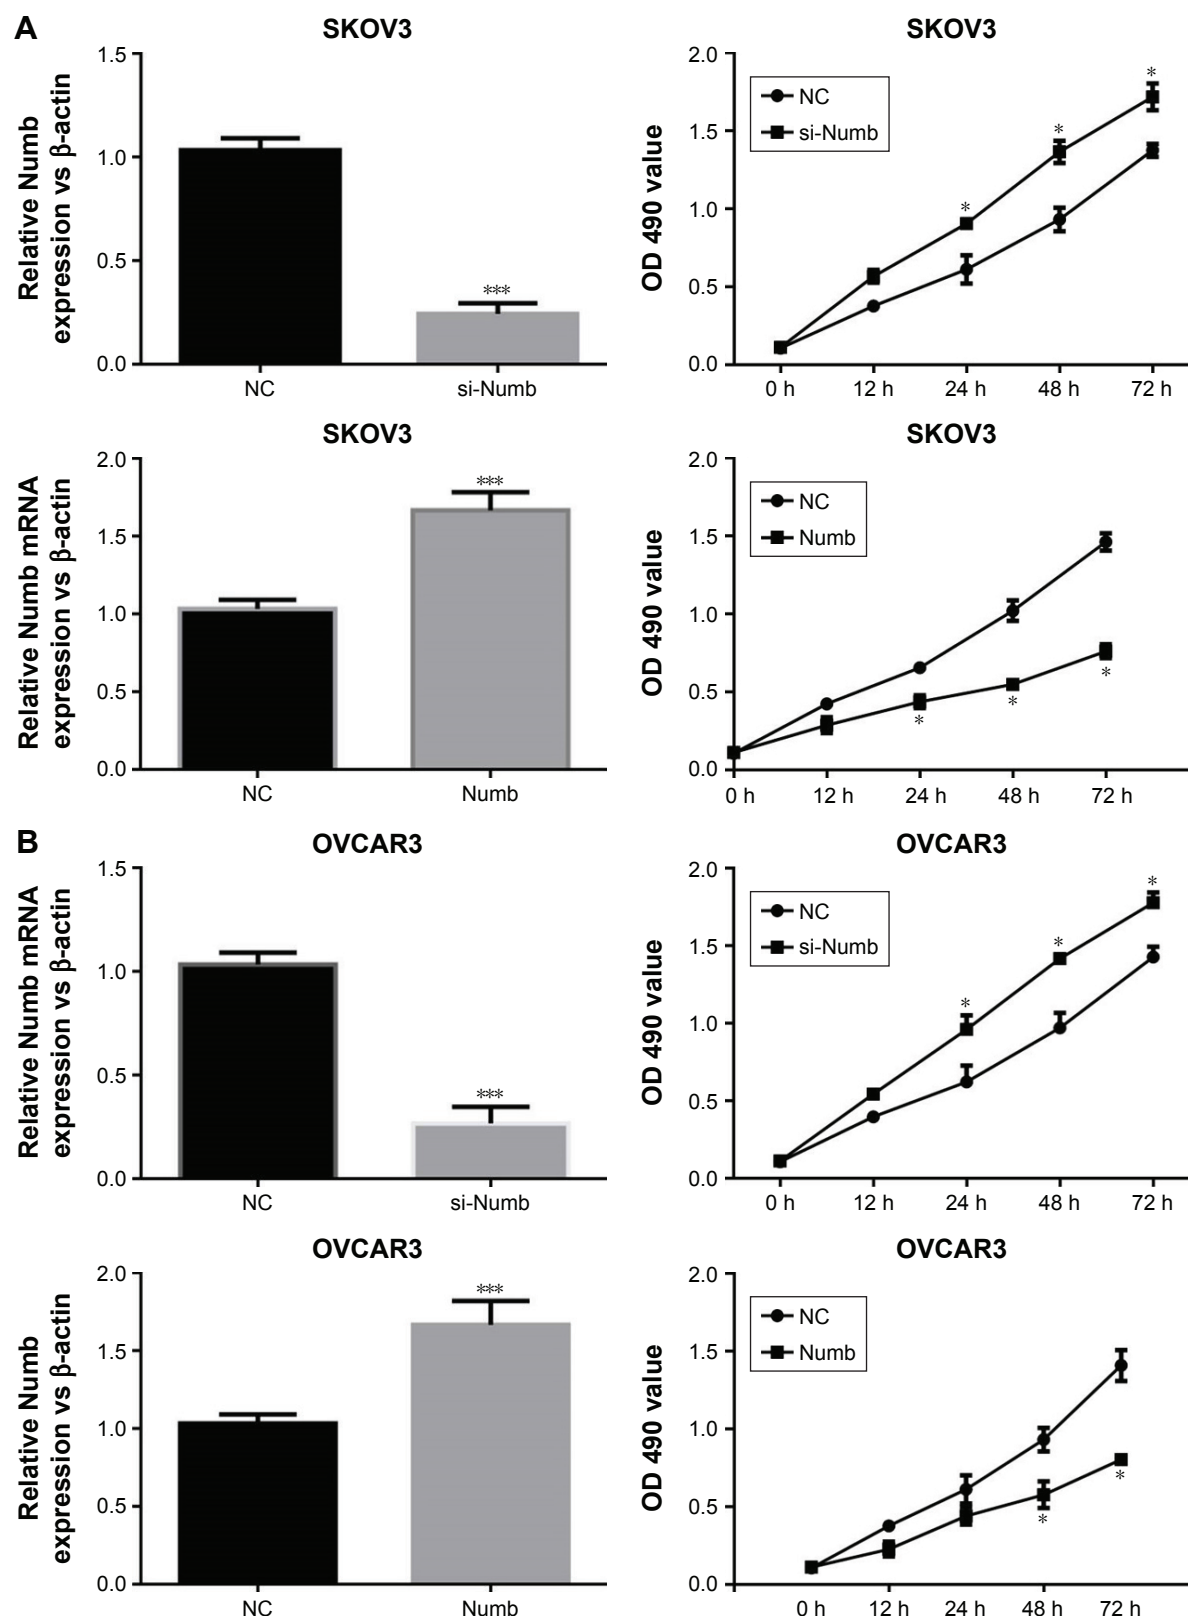 A
SKOV3
Relative Numb
expression vs β-actin
1.5
1.0
0.5
0.0
***
NC
si-Numb
SKOV3
OD 490 value
2.0
1.5
1.0
0.5
0.0
NC
si-Numb
*
*
*
0 h
12 h
24 h
48 h
72 h
SKOV3
Relative Numb mRNA
expression vs β-actin
2.0
1.5
1.0
0.5
0.0
***
NC
Numb
SKOV3
OD 490 value
2.0
1.5
1.0
0.5
0.0
NC
Numb
*
*
*
0 h
12 h
24 h
48 h
72 h
B
OVCAR3
Relative Numb mRNA
expression vs β-actin
1.5
1.0
0.5
0.0
***
NC
si-Numb
OVCAR3
OD 490 value
2.0
1.5
1.0
0.5
0.0
NC
si-Numb
*
*
*
0 h
12 h
24 h
48 h
72 h
OVCAR3
Relative Numb
expression vs β-actin
2.0
1.5
1.0
0.5
0.0
***
NC
Numb
OVCAR3
OD 490 value
2.0
1.5
1.0
0.5
0.0
NC
Numb
*
*
0 h
12 h
24 h
48 h
72 h